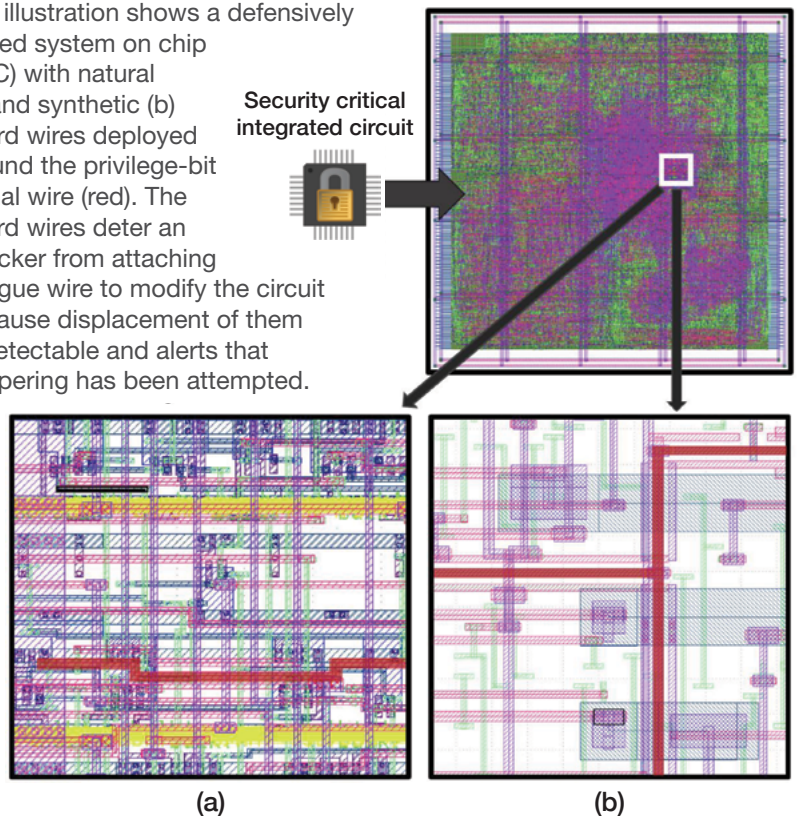 illustration shows a defensively
ed system on chip
C) with natural
and synthetic (b)
rd wires deployed
und the privilege-bit
al wire (red). The
rd wires deter an
cker from attaching
gue wire to modify the circuit
ause displacement of them
etectable and alerts that
pering has been attempted.
Security critical
integrated circuit
(a)
(b)